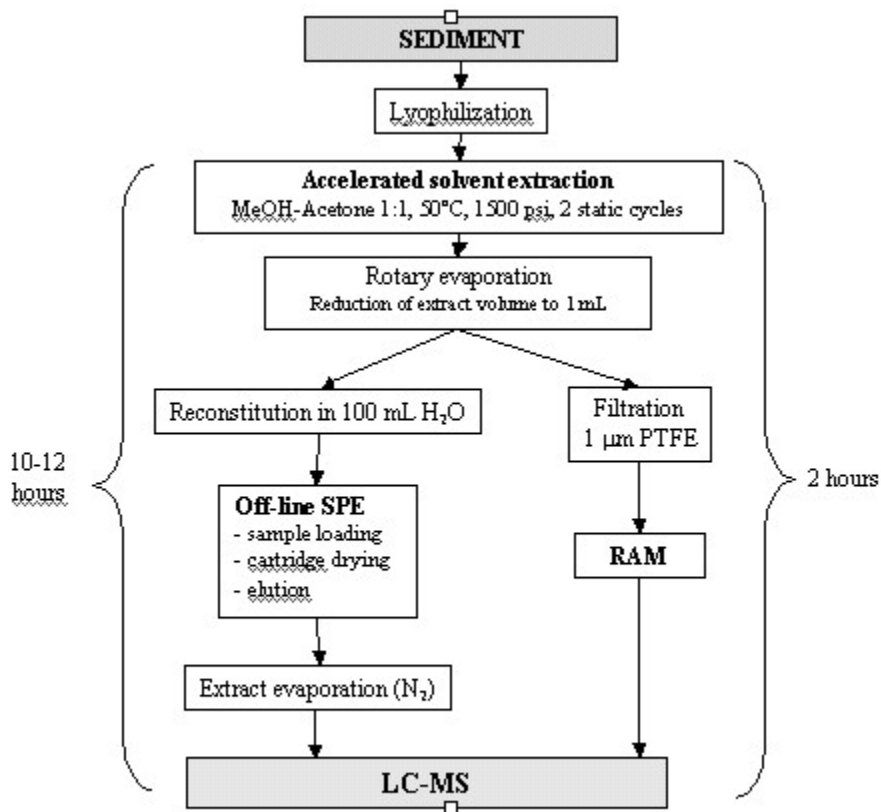 SEDIMENT
Lyophilization
Accelerated solvent extraction
MeOH-Acetone 1:1, 50°C, 1500 psi, 2 static cycles
Rotary evaporation
Reduction of extract volume to 1 mL
Reconstitution in 100 mL H₂O
Filtration
1 µm PTFE
10-12
hours
2 hours
Off-line SPE
- sample loading
- cartridge drying
- elution
RAM
Extract evaporation (N₂)
LC-MS